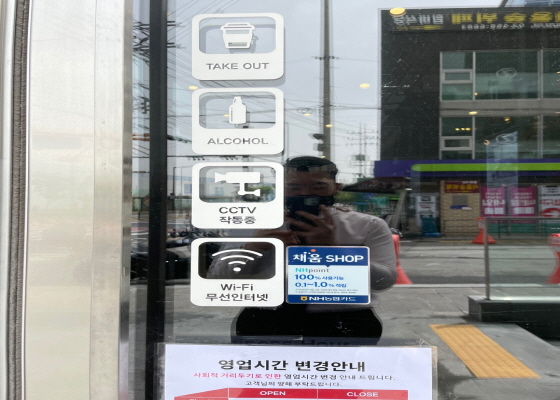 TAKE OUT
ALCOHOL
CCTV
작동중
Wi-Fi
무선인터넷
채움 SHOP
NHpoint
100% 사용가능
0.1~1.0% 적립
NH농협카드
영업시간 변경안내
사회적 거리두기로 인한 영업시간 변경 안내 드립니다.
고객님의 양해 부탁드립니다.
OPEN CLOSE